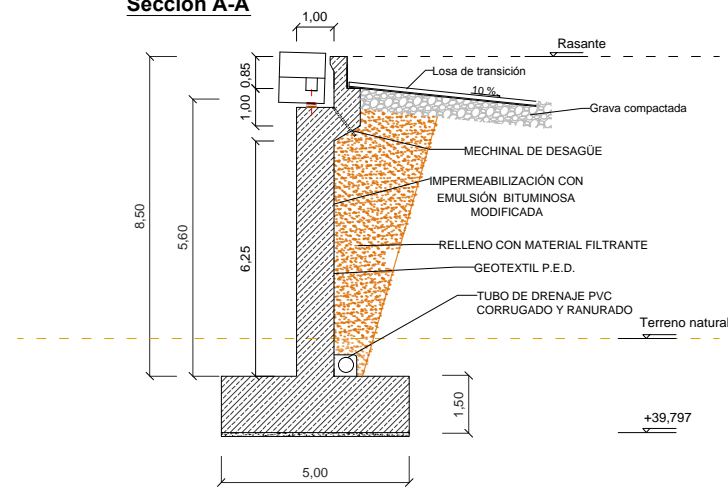 Sección A-A
1,00
Rasante
0,85
Losa de transición
10 %
1,00
Grava compactada
MECHINAL DE DESAGÜE
IMPERMEABILIZACIÓN CON
EMULSIÓN BITUMINOSA
MODIFICADA
8,50
5,60
6,25
RELLENO CON MATERIAL FILTRANTE
GEOTEXTIL P.E.D.
TUBO DE DRENAJE PVC
CORRUGADO Y RANURADO
Terreno natural
1,50
+39,797
5,00